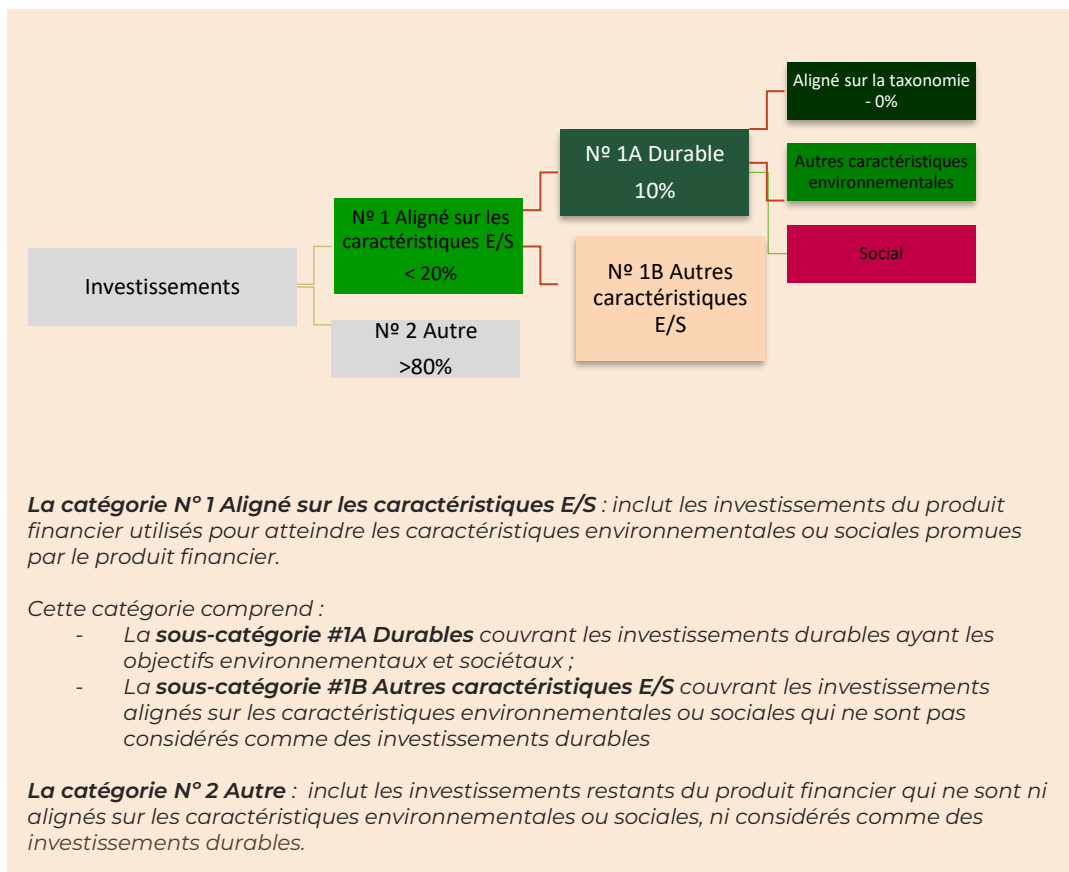 Investissements
Nº 1 Aligné sur les
caractéristiques E/S
< 20%
Nº 2 Autre
>80%
Nº 1A Durable
10%
Nº 1B Autres
caractéristiques
E/S
Aligné sur la taxonomie
- 0%
Autres caractéristiques
environnementales
Social
La catégorie Nº 1 Aligné sur les caractéristiques E/S : inclut les investissements du produit
financier utilisés pour atteindre les caractéristiques environnementales ou sociales promues
par le produit financier.
Cette catégorie comprend :
- La sous-catégorie #1A Durables couvrant les investissements durables ayant les
objectifs environnementaux et sociétaux ;
- La sous-catégorie #1B Autres caractéristiques E/S couvrant les investissements
alignés sur les caractéristiques environnementales ou sociales qui ne sont pas
considérés comme des investissements durables
La catégorie Nº 2 Autre : inclut les investissements restants du produit financier qui ne sont ni
alignés sur les caractéristiques environnementales ou sociales, ni considérés comme des
investissements durables.